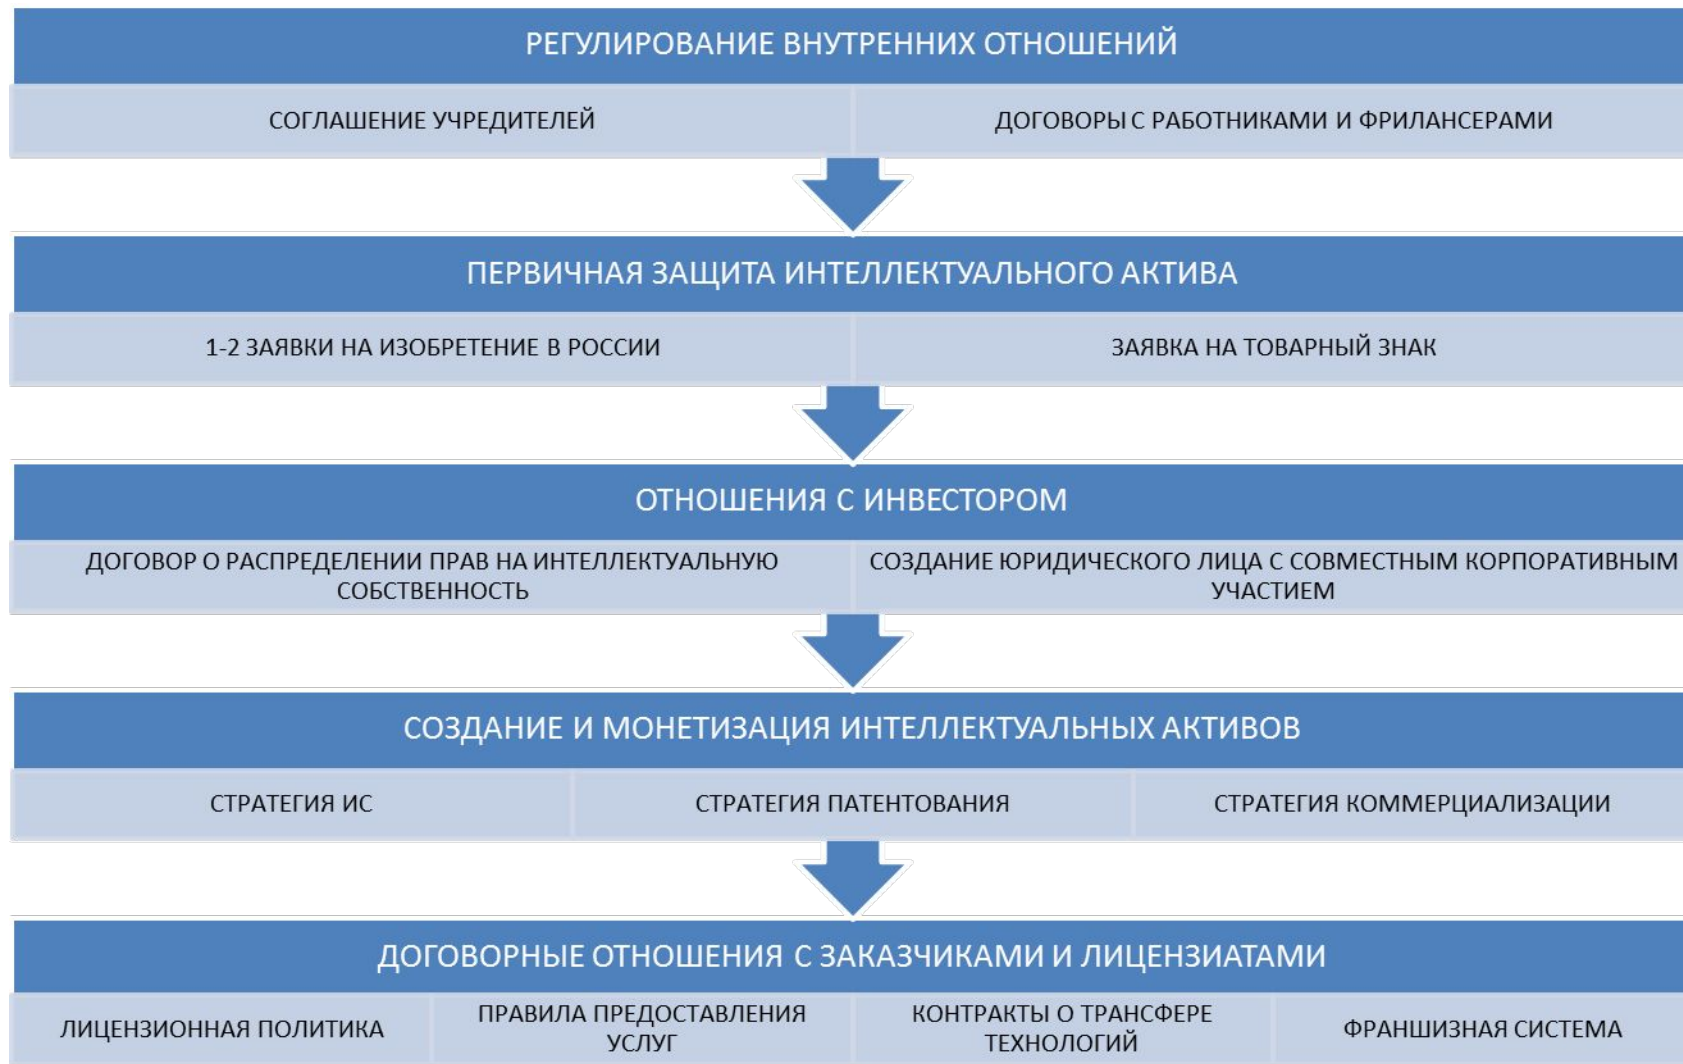 РЕГУЛИРОВАНИЕ ВНУТРЕННИХ ОТНОШЕНИЙ
СОГЛАШЕНИЕ УЧРЕДИТЕЛЕЙ
ДОГОВОРЫ С РАБОТНИКАМИ И ФРИЛАНСЕРАМИ
ПЕРВИЧНАЯ ЗАЩИТА ИНТЕЛЛЕКТУАЛЬНОГО АКТИВА
1-2 ЗАЯВКИ НА ИЗОБРЕТЕНИЕ В РОССИИ
ЗАЯВКА НА ТОВАРНЫЙ ЗНАК
ОТНОШЕНИЯ С ИНВЕСТОРОМ
ДОГОВОР О РАСПРЕДЕЛЕНИИ ПРАВ НА ИНТЕЛЛЕКТУАЛЬНУЮ
СОБСТВЕННОСТЬ
СОЗДАНИЕ ЮРИДИЧЕСКОГО ЛИЦА С СОВМЕСТНЫМ КОРПОРАТИВНЫМ
УЧАСТИЕМ
СОЗДАНИЕ И МОНЕТИЗАЦИЯ ИНТЕЛЛЕКТУАЛЬНЫХ АКТИВОВ
СТРАТЕГИЯ ИС
СТРАТЕГИЯ ПАТЕНТОВАНИЯ
СТРАТЕГИЯ КОММЕРЦИАЛИЗАЦИИ
ДОГОВОРНЫЕ ОТНОШЕНИЯ С ЗАКАЗЧИКАМИ И ЛИЦЕНЗИАТАМИ
ЛИЦЕНЗИОННАЯ ПОЛИТИКА
ПРАВИЛА ПРЕДОСТАВЛЕНИЯ
УСЛУГ
КОНТРАКТЫ О ТРАНСФЕРЕ
ТЕХНОЛОГИЙ
ФРАНШИЗНАЯ СИСТЕМА